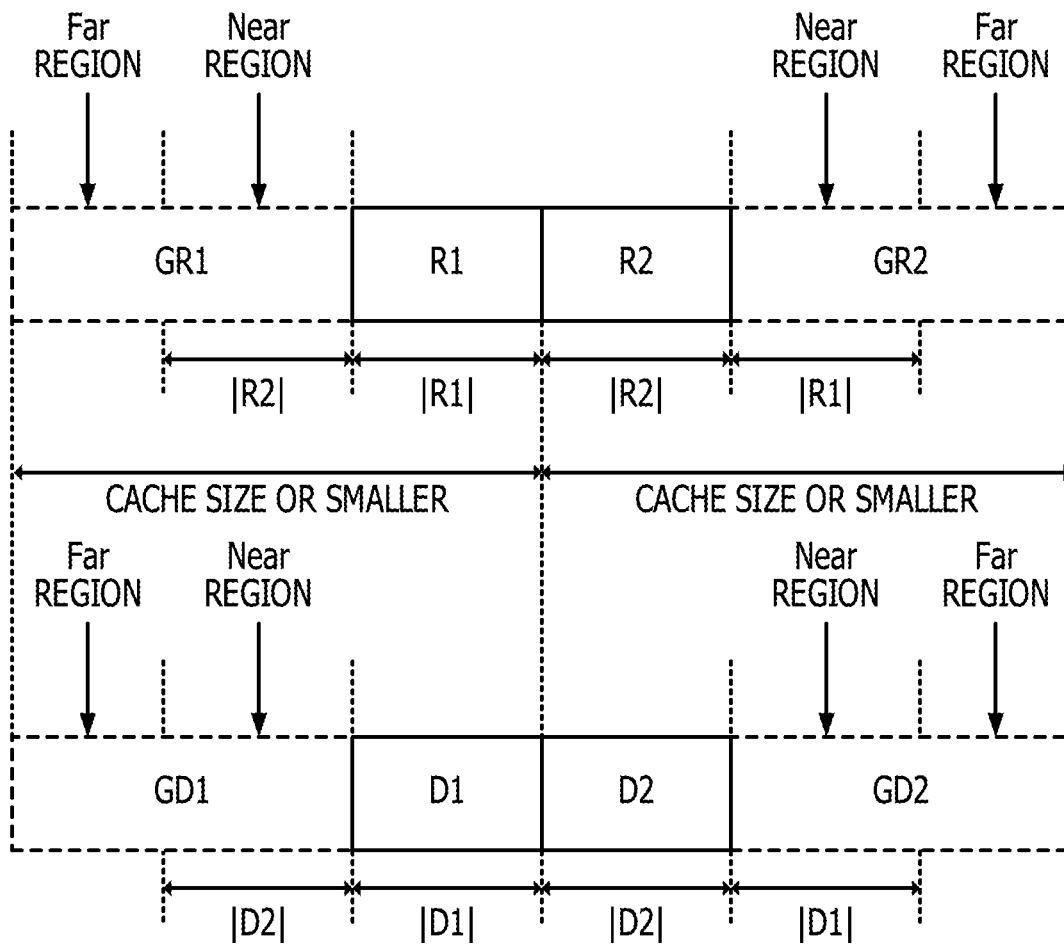 Far
REGION
Near
REGION
Near
REGION
Far
REGION
GR1
R1
R2
GR2
|R2|
|R1|
|R2|
|R1|
CACHE SIZE OR SMALLER
CACHE SIZE OR SMALLER
Far
REGION
Near
REGION
Near
REGION
Far
REGION
GD1
D1
D2
GD2
|D2|
|D1|
|D2|
|D1|